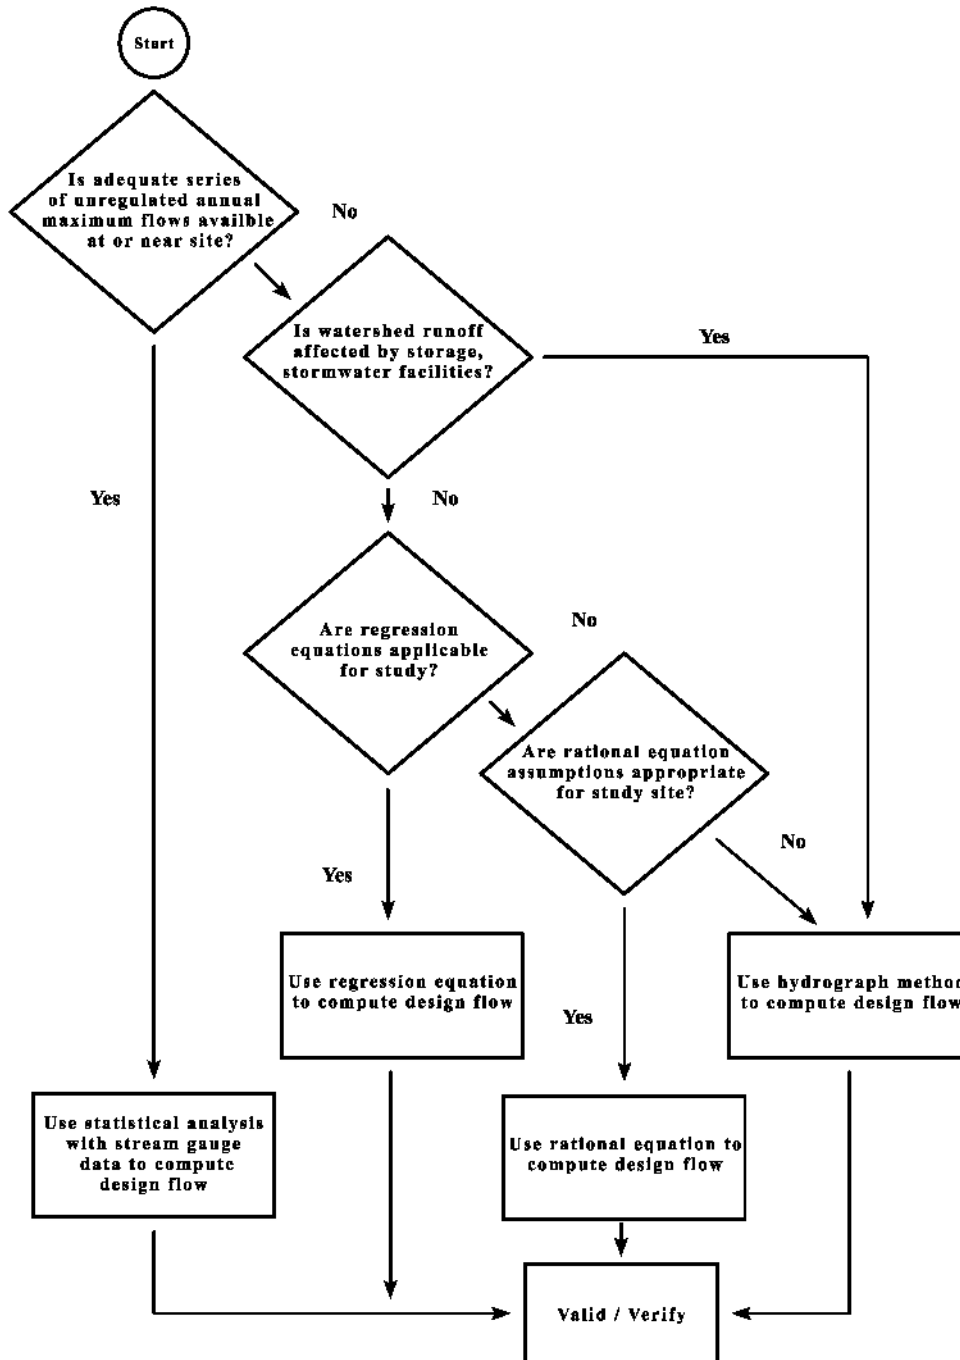 Start
Is adequate series
of unregulated annual
maximum flows availble
at or near site?
No
Is watershed runoff
affected by storage,
stormwater facilities?
Yes
Yes
No
Are regression
equations applicable
for study?
No
Are rational equation
assumptions appropriate
for study site?
No
Yes
Use regression equation
to compute design flow
Use hydrograph method
to compute design flow
Yes
Use statistical analysis
with stream gauge
data to compute
design flow
Use rational equation to
compute design flow
Valid / Verify